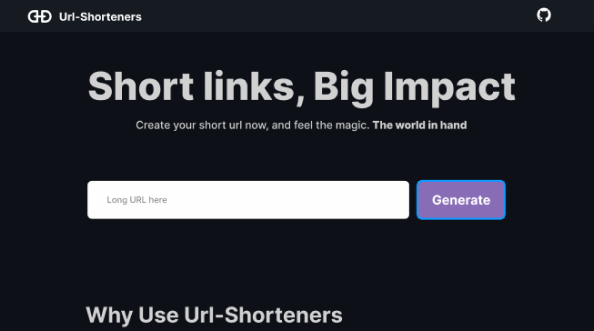 Url-Shorteners
Short links, Big Impact
Create your short url now, and feel the magic. The world in hand
Long URL here
Generate
Why Use Url-Shorteners